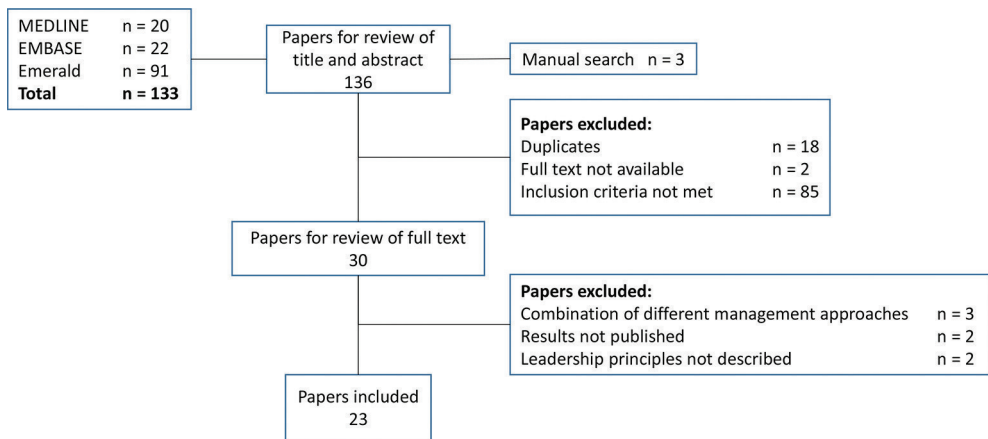 MEDLINE n = 20
EMBASE n = 22
Emerald n = 91
Total n = 133
Papers for review of
title and abstract
136
Manual search n = 3
Papers excluded:
Duplicates n = 18
Full text not available n = 2
Inclusion criteria not met n = 85
Papers for review of full text
30
Papers excluded:
Combination of different management approaches n = 3
Results not published n = 2
Leadership principles not described n = 2
Papers included
23